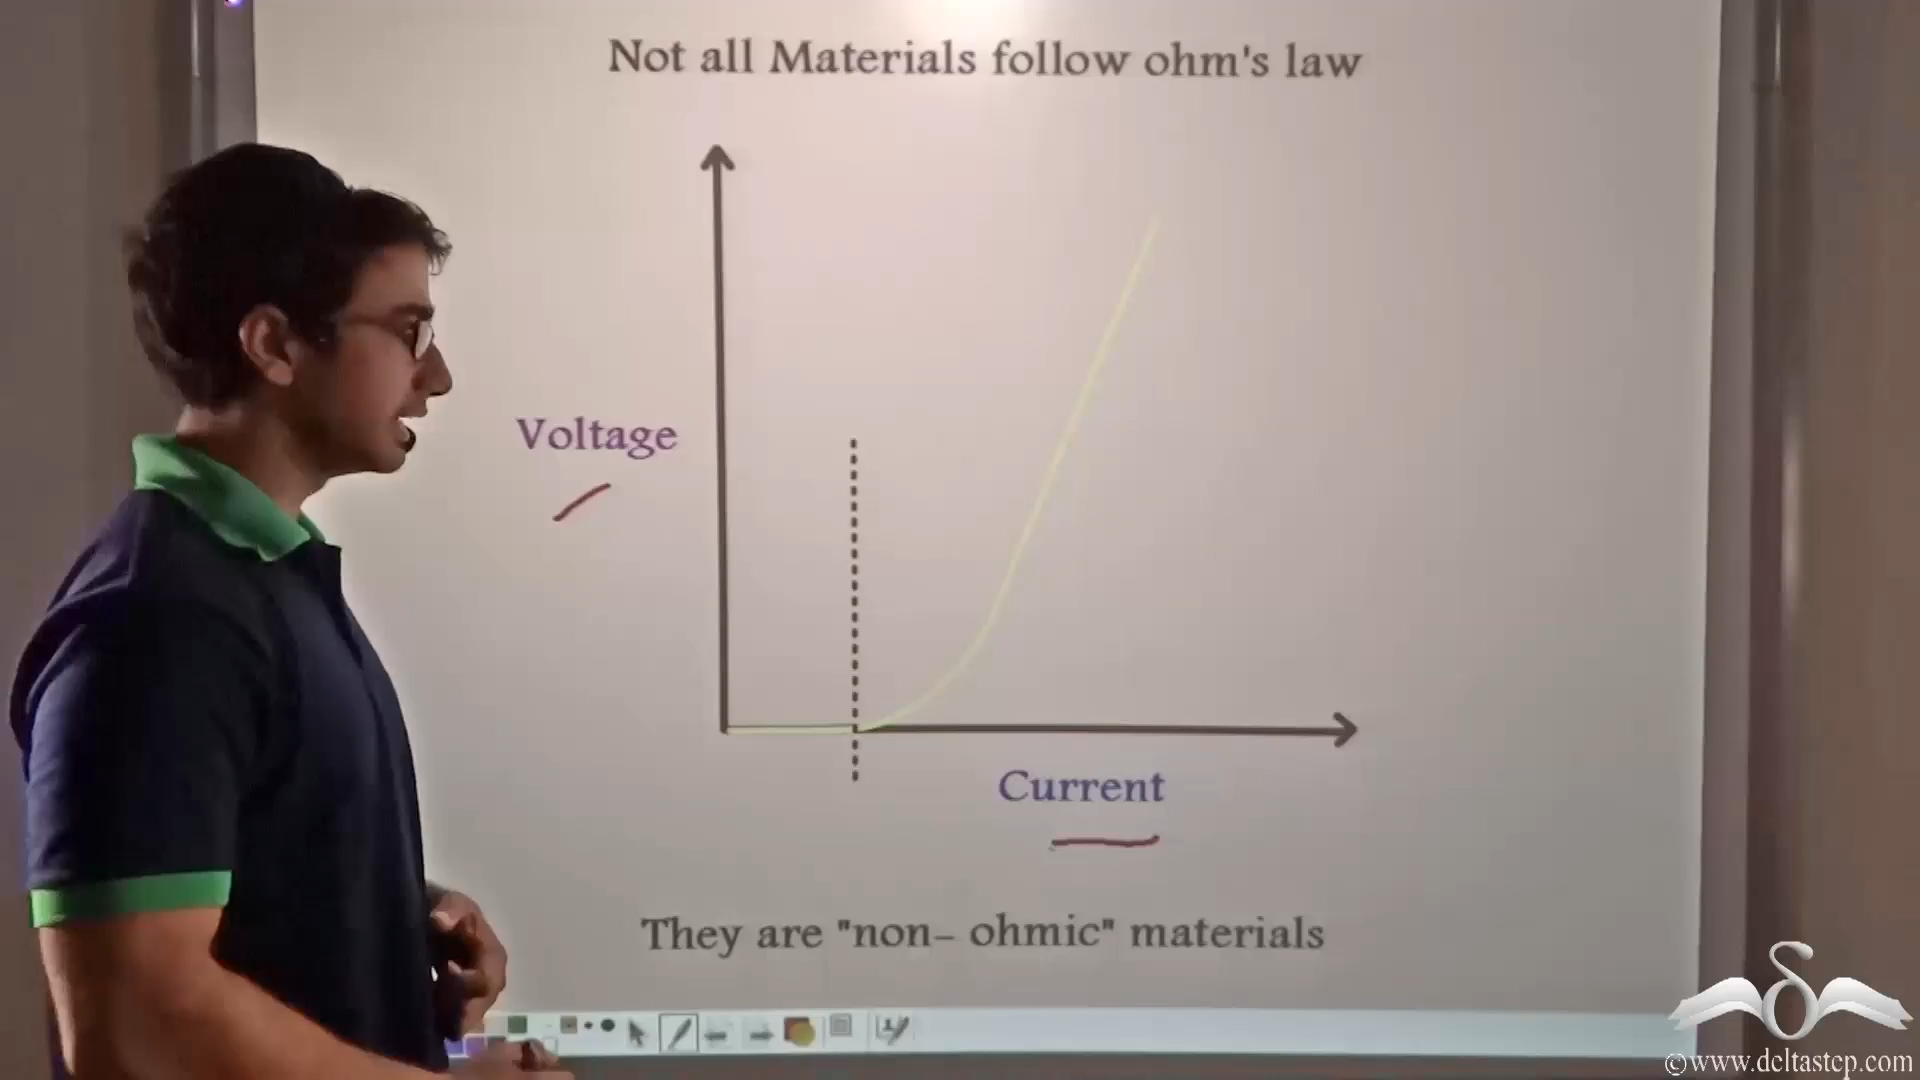 Not all Materials follow ohm's law
Voltage
Current
They are "non- ohmic" materials
©www.deltastep.com